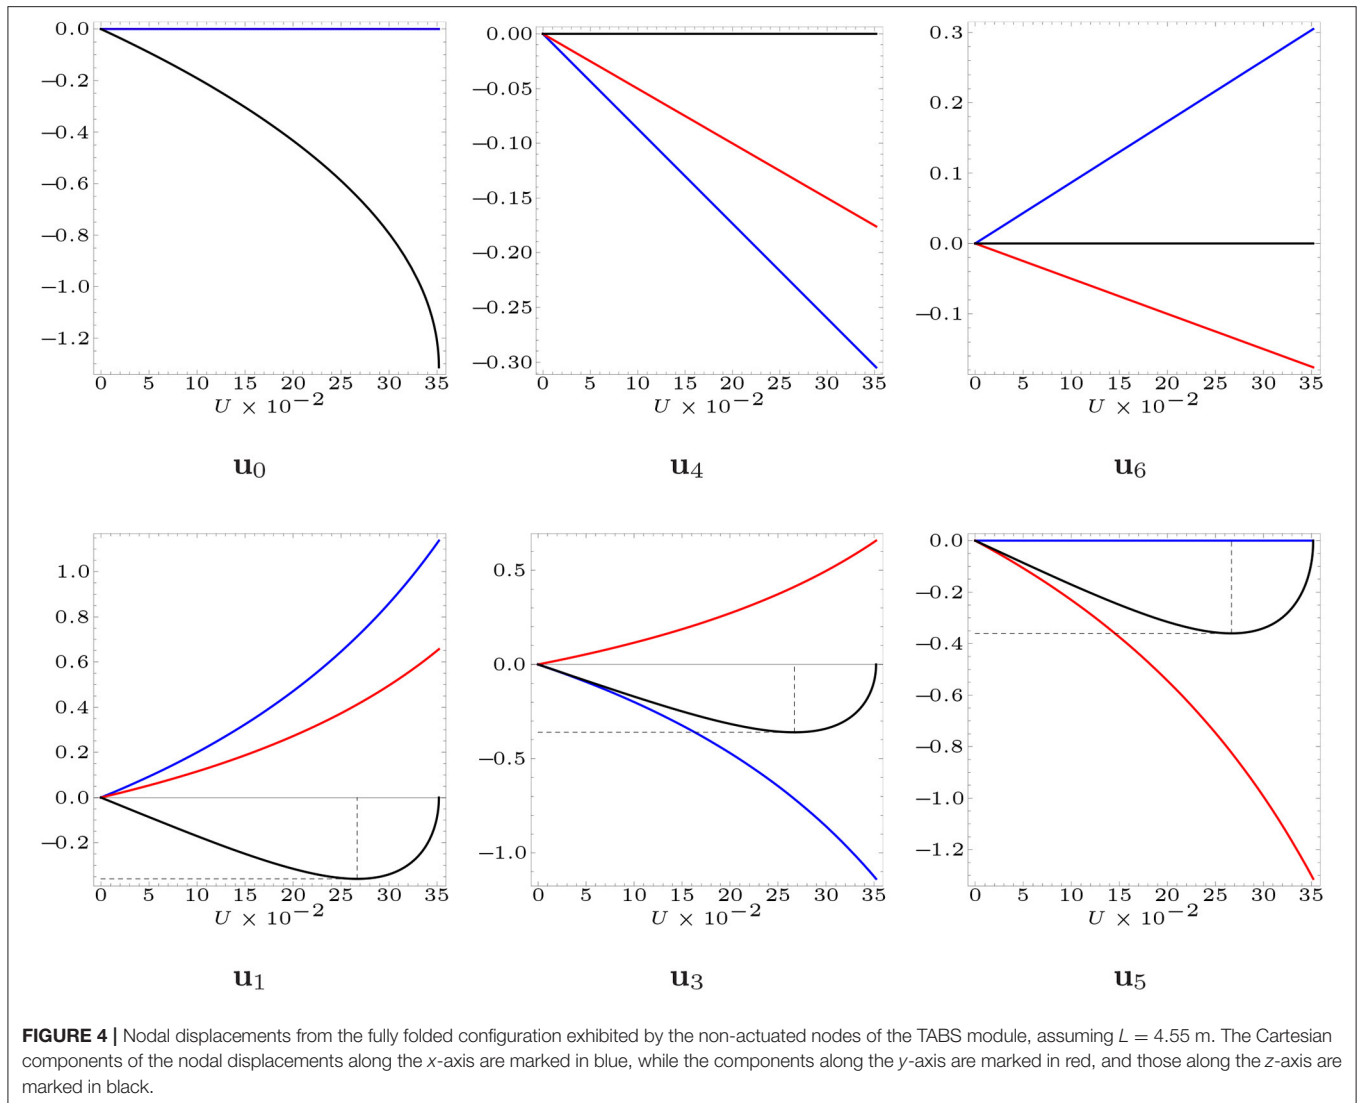 0.0
−0.2
−0.4
−0.6
−0.8
−1.0
−1.2
0 5 10 15 20 25 30 35
U × 10−2
u0
0.00
−0.05
−0.10
−0.15
−0.20
−0.25
−0.30
0 5 10 15 20 25 30 35
U × 10−2
u4
0.3
0.2
0.1
0.0
−0.1
0 5 10 15 20 25 30 35
U × 10−2
u6
1.0
0.8
0.6
0.4
0.2
0.0
−0.2
0 5 10 15 20 25 30 35
U × 10−2
u1
0.5
0.0
−0.5
−1.0
0 5 10 15 20 25 30 35
U × 10−2
u3
0.0
−0.2
−0.4
−0.6
−0.8
−1.0
−1.2
0 5 10 15 20 25 30 35
U × 10−2
u5
FIGURE 4 | Nodal displacements from the fully folded configuration exhibited by the non-actuated nodes of the TABS module, assuming L = 4.55 m. The Cartesian
components of the nodal displacements along the x-axis are marked in blue, while the components along the y-axis are marked in red, and those along the z-axis are
marked in black.